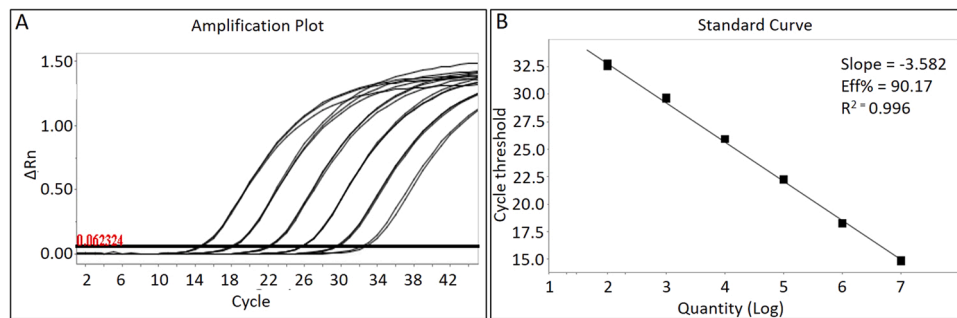 A
Amplification Plot
1.50
1.00
0.50
0.00
ΔRn
0.062324
2 6 10 14 18 22 26 30 34 38 42
Cycle
B
Standard Curve
Slope = -3.582
Eff% = 90.17
R² = 0.996
32.5
30.0
27.5
25.0
22.5
20.0
17.5
15.0
Cycle threshold
1 2 3 4 5 6 7
Quantity (Log)